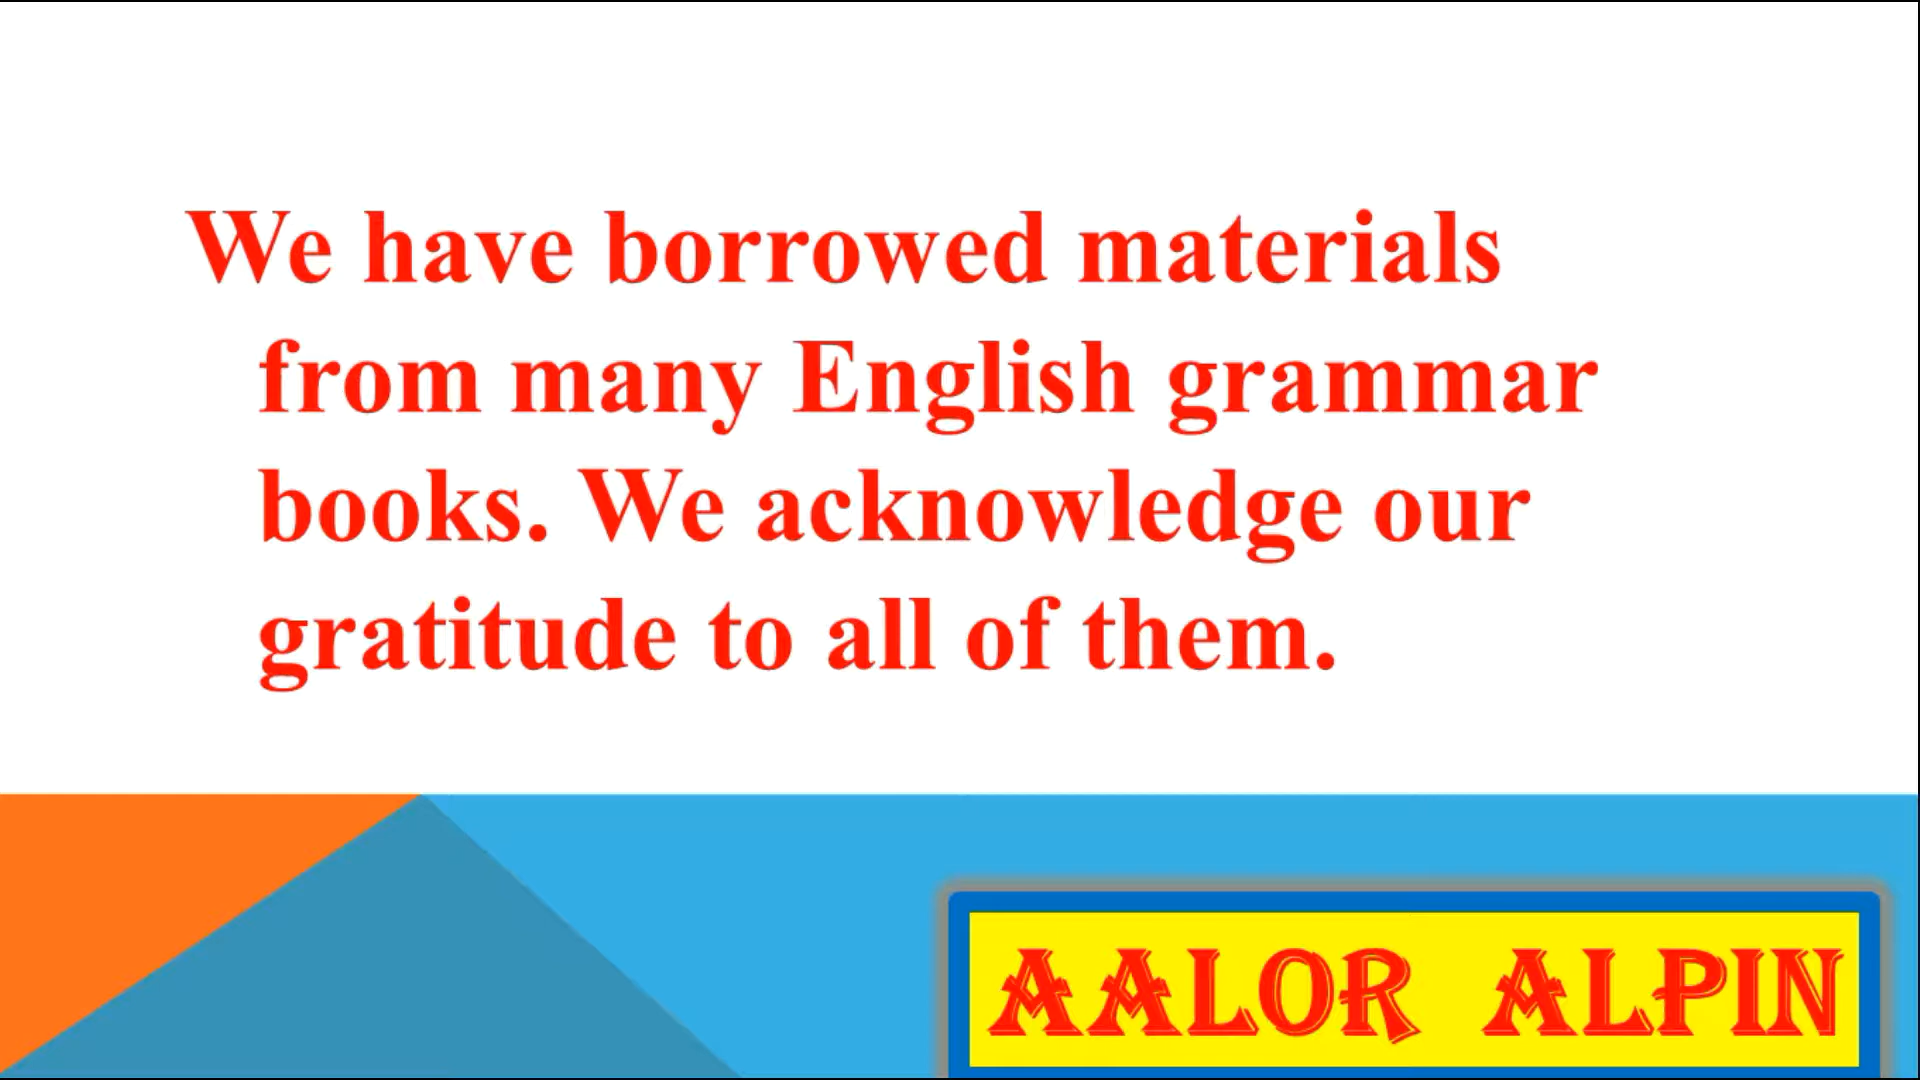 We have borrowed materials
from many English grammar
books. We acknowledge our
gratitude to all of them.
AALOR ALPIN